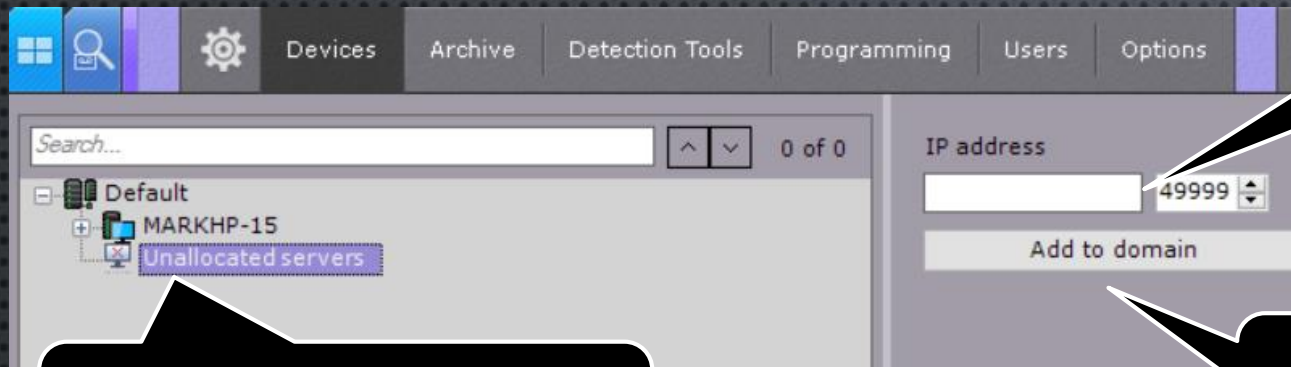 Devices Archive Detection Tools Programming Users Options
Search... 0 of 0
IP address
Default
49999
MARKHP-15
Unallocated servers
Add to domain